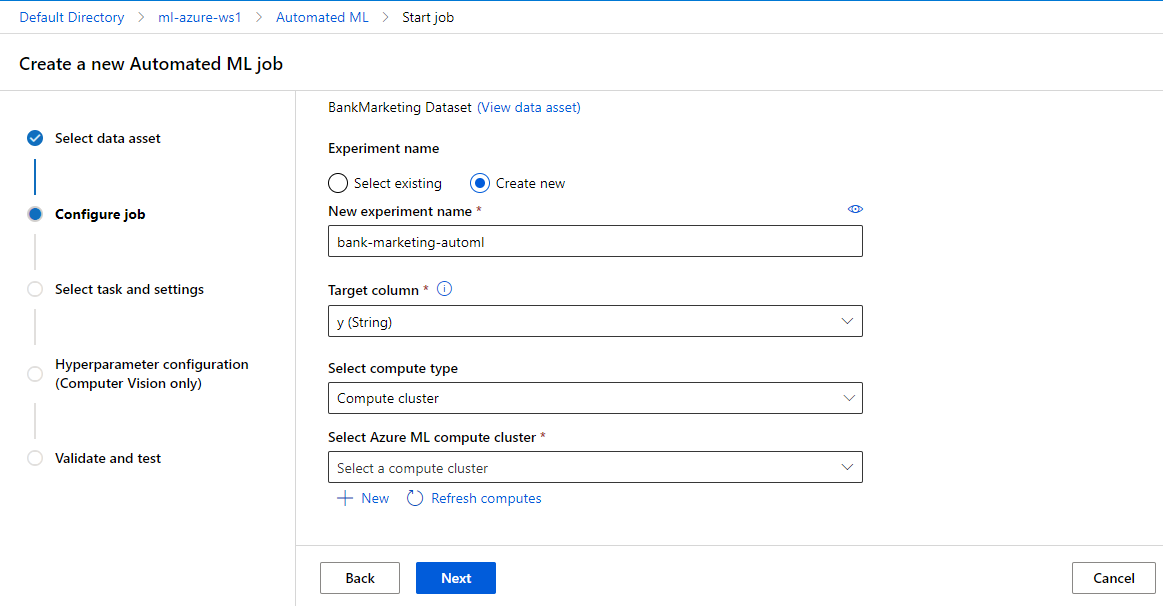 Default Directory > ml-azure-ws1 > Automated ML > Start job
Create a new Automated ML job
Select data asset
Configure job
Select task and settings
Hyperparameter configuration
(Computer Vision only)
Validate and test
BankMarketing Dataset (View data asset)
Experiment name
Select existing Create new
New experiment name *
bank-marketing-automl
Target column *
y (String)
Select compute type
Compute cluster
Select Azure ML compute cluster *
Select a compute cluster
+ New Refresh computes
Back Next Cancel